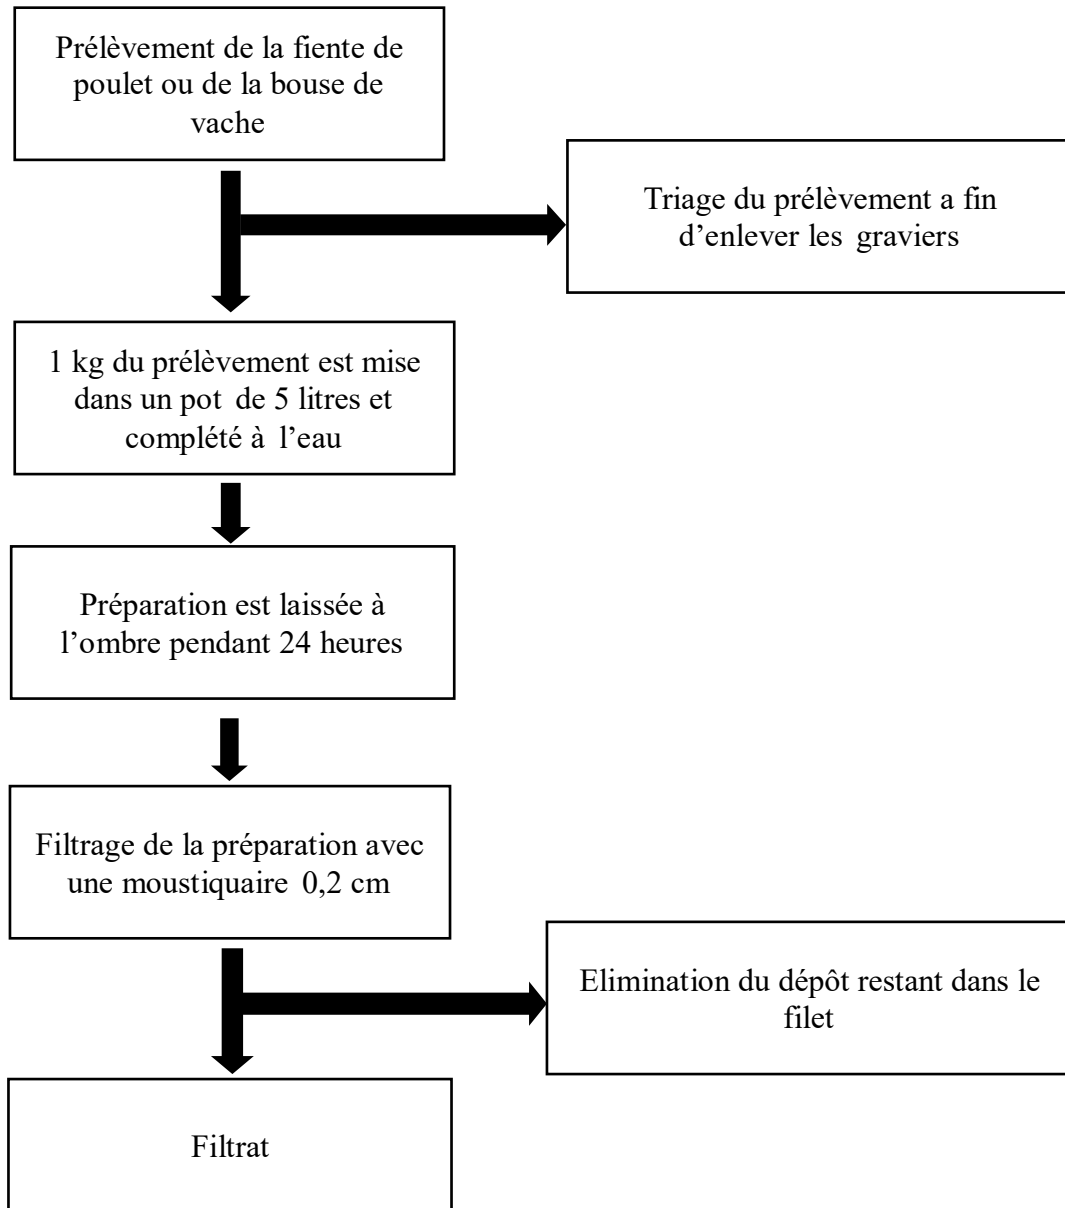 Prélèvement de la fiente de
poulet ou de la bouse de
vache
Triage du prélèvement a fin
d’enlever les graviers
1 kg du prélèvement est mise
dans un pot de 5 litres et
complété à l’eau
Préparation est laissée à
l’ombre pendant 24 heures
Filtrage de la préparation avec
une moustiquaire 0,2 cm
Elimination du dépôt restant dans le
filet
Filtrat